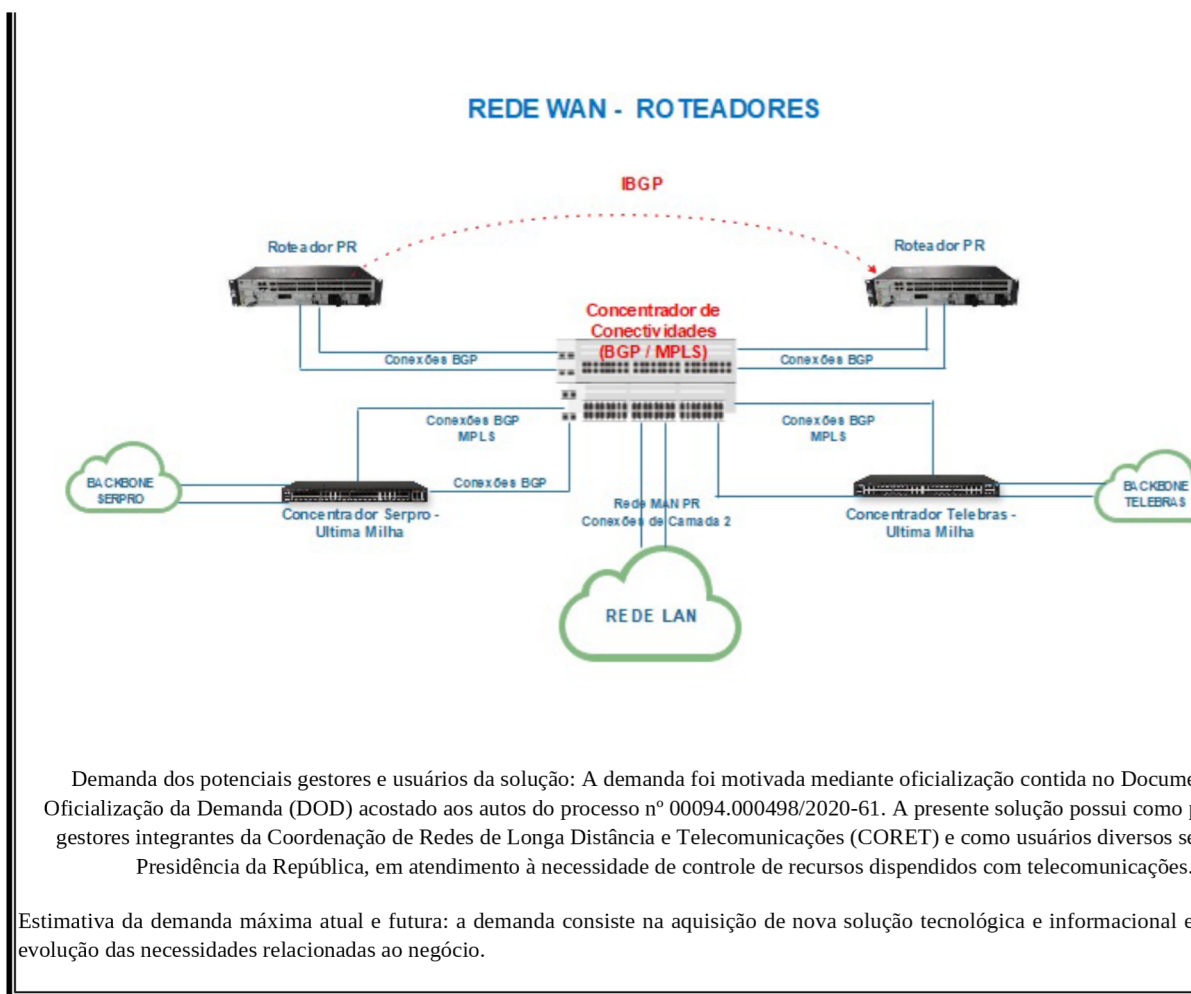 REDE WAN - ROTEADORES
IBGP
Roteador PR
Roteador PR
Concentrador de
Conectividades
(BGP / MPLS)
Conexões BGP
Conexões BGP
Conexões BGP
MPLS
Conexões BGP
MPLS
BACKBONE
SERPRO
Conexões BGP
BACKBONE
TELEBRAS
Concentrador Serpro -
Ultima Milha
Rede MAN PR
Conexões de Camada 2
Concentrador Telebras -
Ultima Milha
REDE LAN
Demanda dos potenciais gestores e usuários da solução: A demanda foi motivada mediante oficialização contida no Docume
Oficialização da Demanda (DOD) acostado aos autos do processo nº 00094.000498/2020-61. A presente solução possui como p
gestores integrantes da Coordenação de Redes de Longa Distância e Telecomunicações (CORET) e como usuários diversos se
Presidência da República, em atendimento à necessidade de controle de recursos dispendidos com telecomunicações.
Estimativa da demanda máxima atual e futura: a demanda consiste na aquisição de nova solução tecnológica e informacional e
evolução das necessidades relacionadas ao negócio.